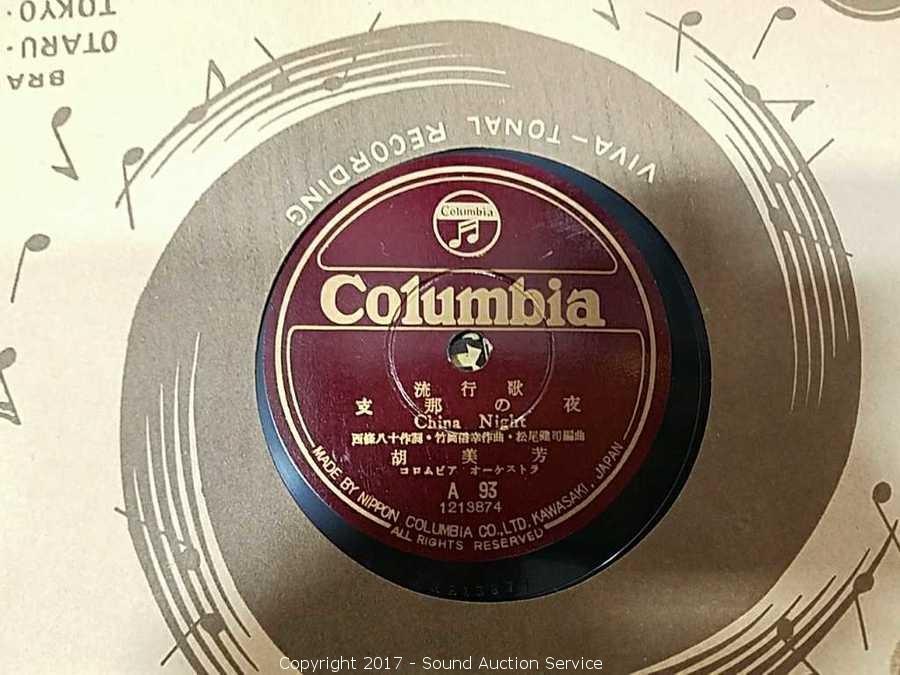 TOKYO.
OTARU.
BRA
VIVA-TONAL RECORDING
Columbia
Columbia
流行歌
支那の夜
China Night
西條八十作詞・竹岡信幸作曲・松尾健司編曲
胡美芳
コロムビア オーケストラ
A 93
1213874
MADE BY NIPPON COLUMBIA CO., LTD. KAWASAKI, JAPAN
ALL RIGHTS RESERVED
Copyright 2017 - Sound Auction Service